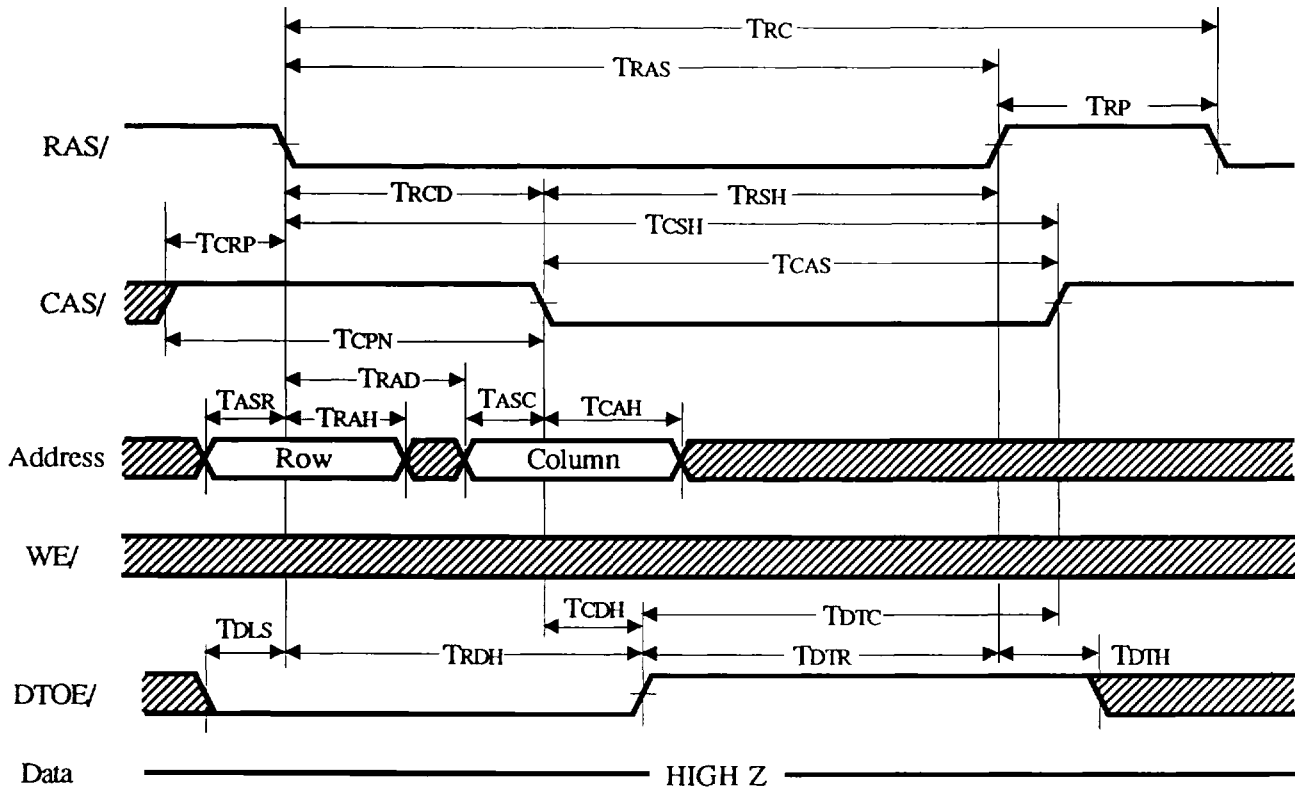 TRC
TRAS
TRP
RAS/
TRCD
TRSH
TCSH
TCRP
TCAS
CAS/
TCPN
TRAD
TASR
TASC
TRAH
TCAH
Address
Row
Column
WE/
TCDH
TDTC
TDLS
TRDH
TDTR
TDTH
DTOE/
Data
HIGH Z